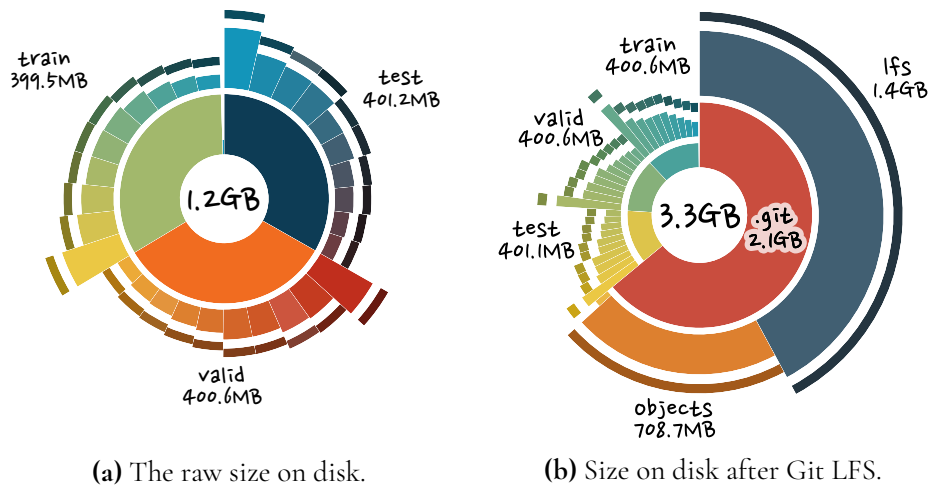 train
399.5MB
test
401.2MB
1.2GB
valid
400.6MB
(a) The raw size on disk.
train
400.6MB
lfs
1.4GB
valid
400.6MB
3.3GB
.git
2.1GB
test
401.1MB
objects
708.7MB
(b) Size on disk after Git LFS.